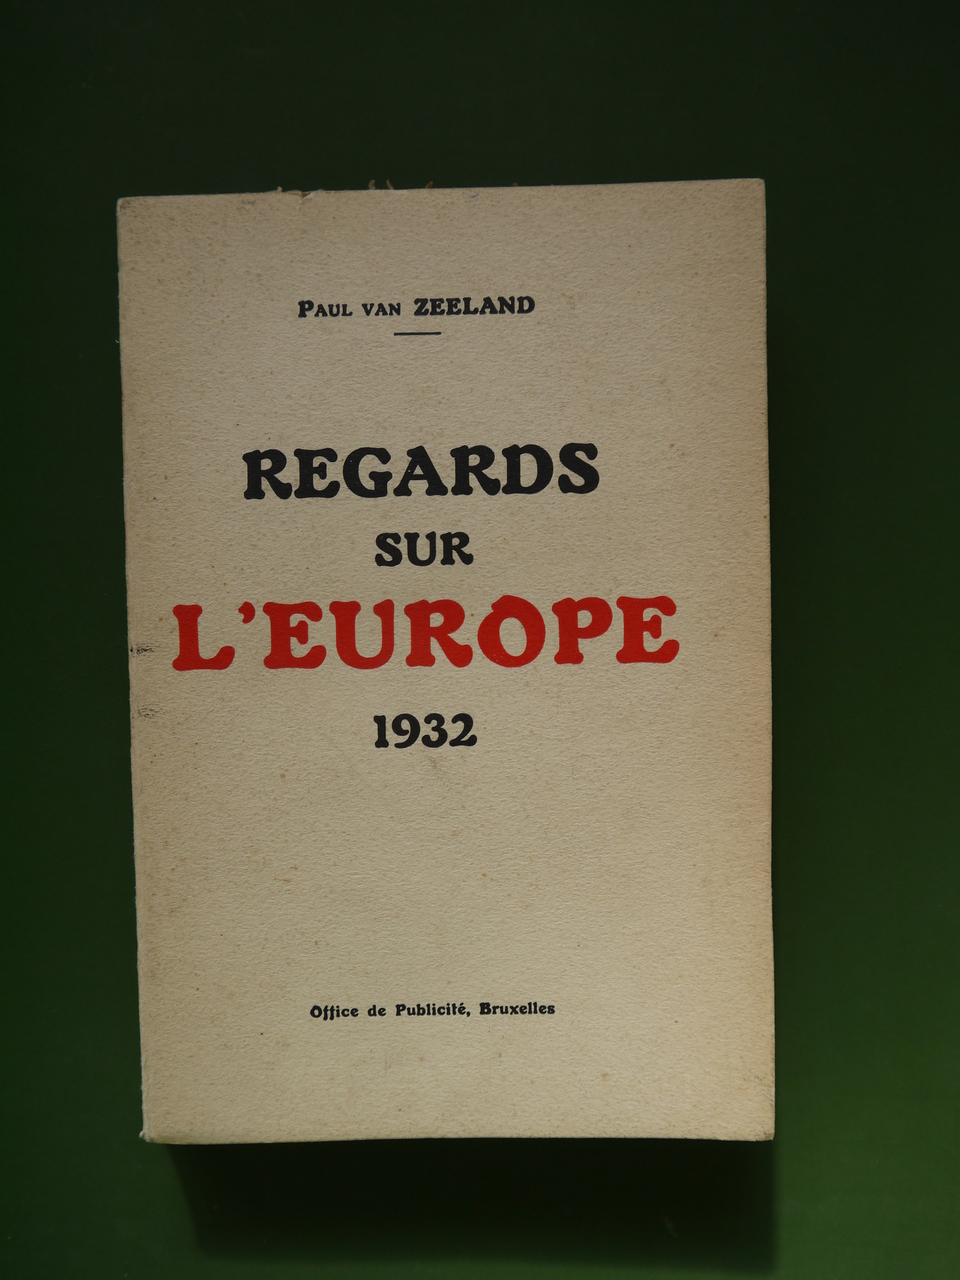 Paul van ZEELAND
REGARDS
SUR
L'EUROPE
1932
Office de Publicité, Bruxelles